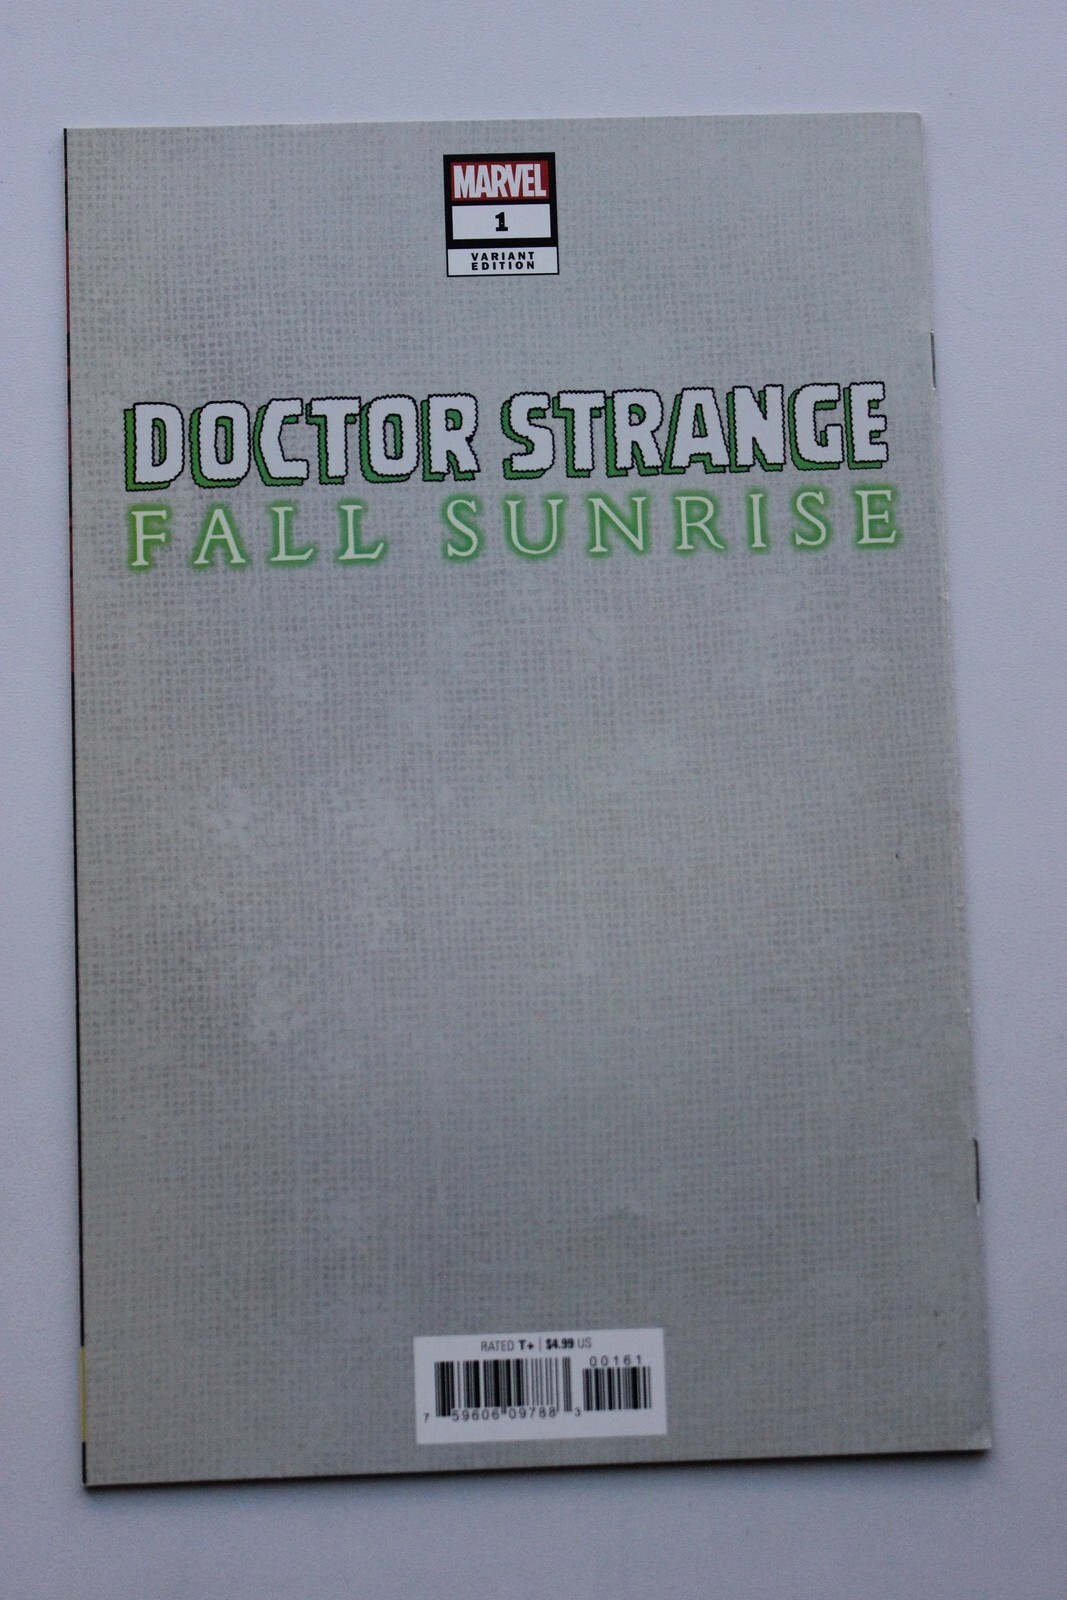 MARVEL
1
VARIANT
EDITION
DOCTOR STRANGE
FALL SUNRISE
RATED T+ | $4.99 US
00161
7 59606 09788 3